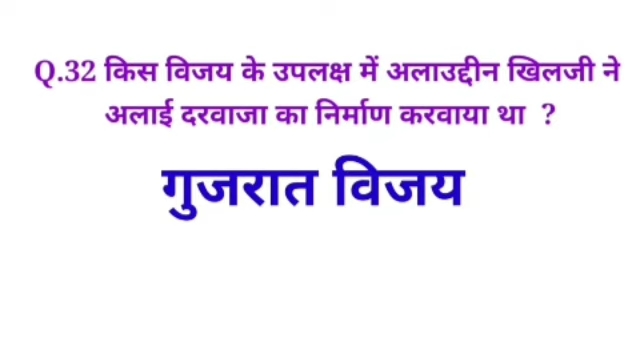 Q.32 किस विजय के उपलक्ष में अलाउद्दीन खिलजी ने
अलाई दरवाजा का निर्माण करवाया था ?
गुजरात विजय